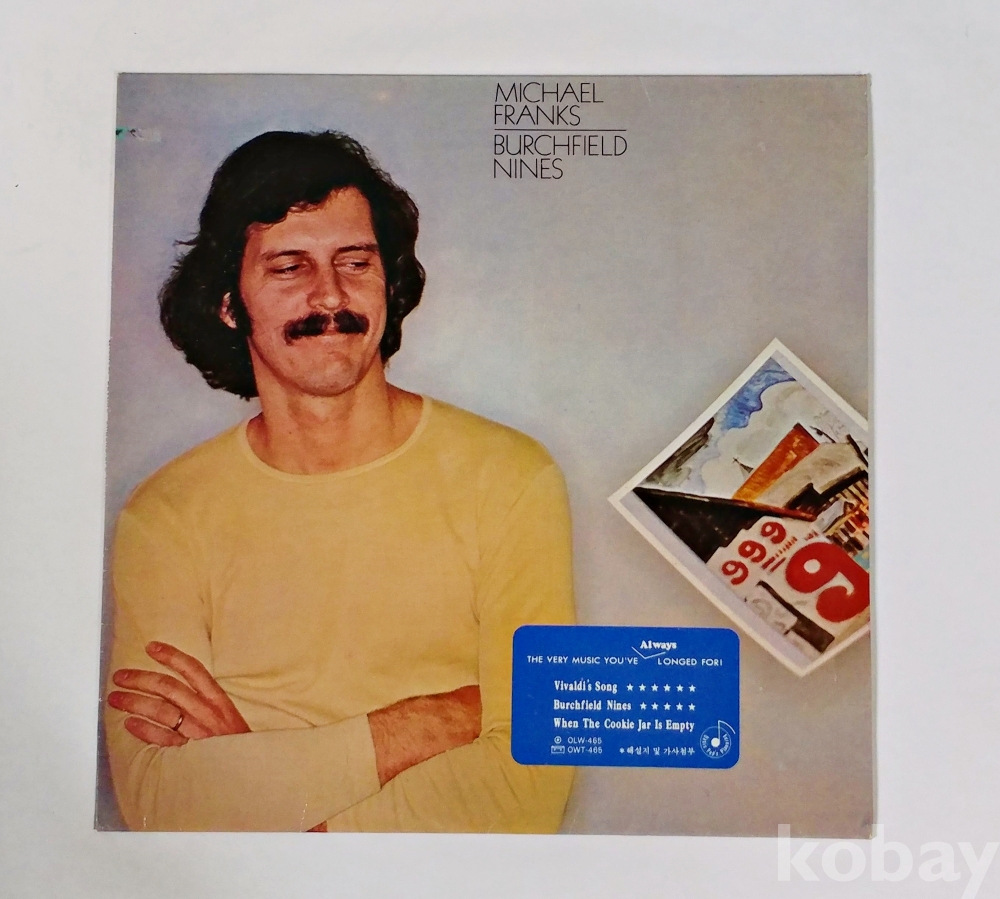 MICHAEL
FRANKS
BURCHFIELD
NINES
999
9
Always
THE VERY MUSIC YOU'VE LONGED FOR!
Vivaldi's Song ★★★★★★
Burchfield Nines ★★★★★
When The Cookie Jar Is Empty
OLW-465
OWT-465 *해설지 및 가사첨부
kobay